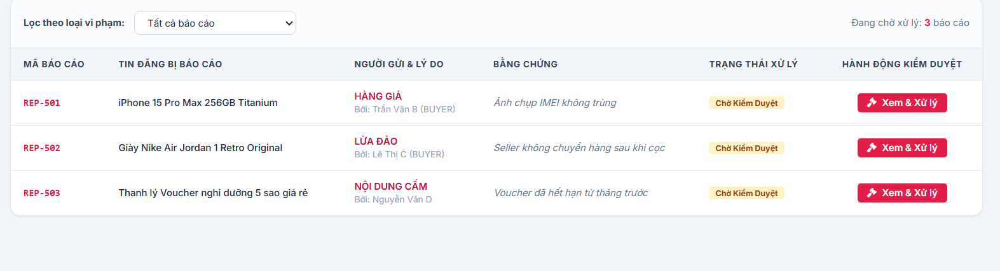 Lọc theo loại vi phạm: Tất cả báo cáo Đang chờ xử lý: 3 báo cáo
MÃ BÁO CÁO TIN ĐĂNG BỊ BÁO CÁO NGƯỜI GỬI & LÝ DO BẰNG CHỨNG TRẠNG THÁI XỬ LÝ HÀNH ĐỘNG KIỂM DUYỆT
REP-501 iPhone 15 Pro Max 256GB Titanium HÀNG GIẢ Ảnh chụp IMEI không trùng Chờ Kiểm Duyệt Xem & Xử lý
Bởi: Trần Văn B (BUYER)
REP-502 Giày Nike Air Jordan 1 Retro Original LỪA ĐẢO Seller không chuyển hàng sau khi cọc Chờ Kiểm Duyệt Xem & Xử lý
Bởi: Lê Thị C (BUYER)
REP-503 Thanh lý Voucher nghỉ dưỡng 5 sao giá rẻ NỘI DUNG CẤM Voucher đã hết hạn từ tháng trước Chờ Kiểm Duyệt Xem & Xử lý
Bởi: Nguyễn Văn D